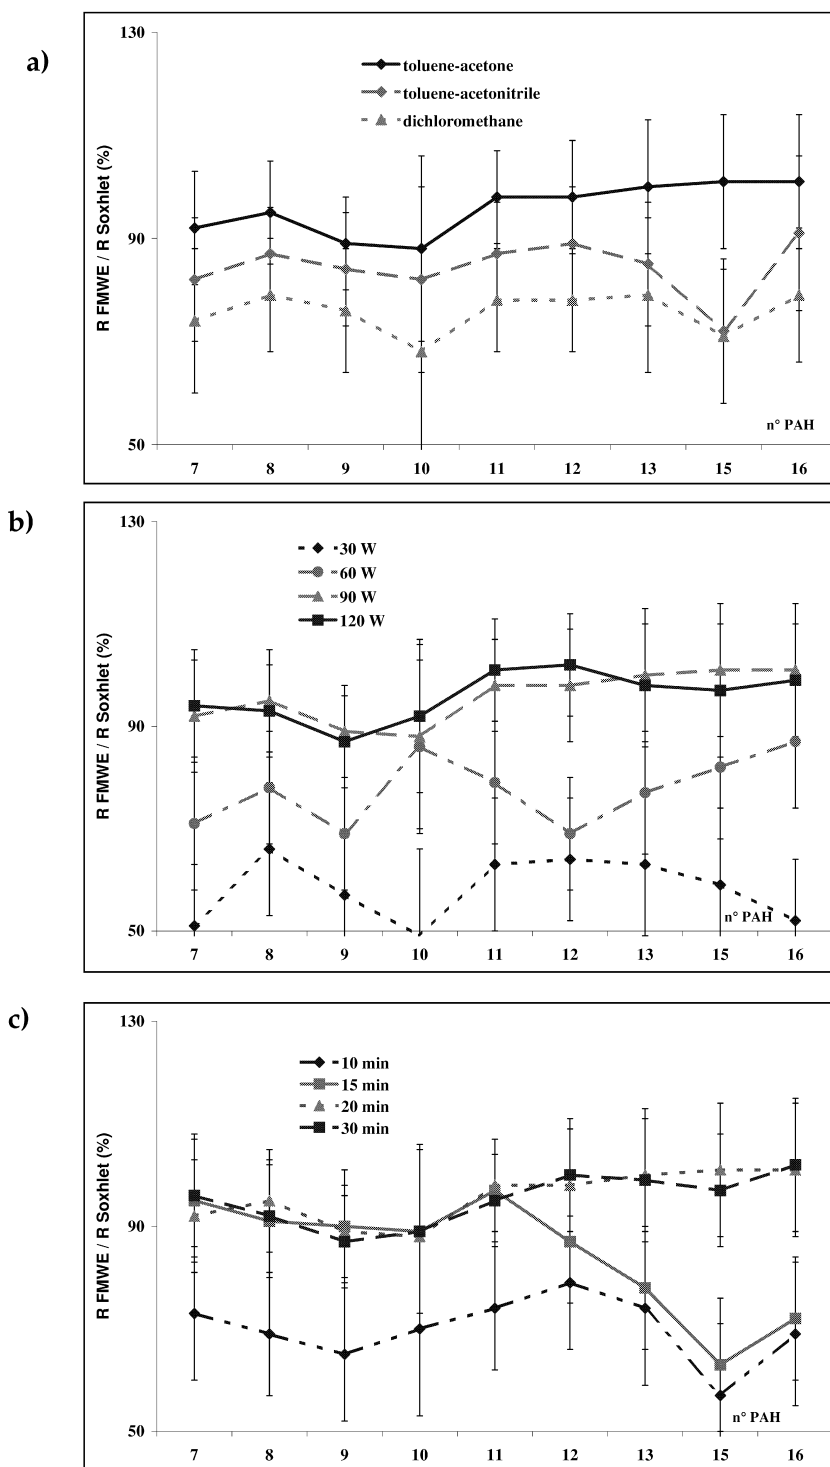 a)
130
toluene-acetone
toluene-acetonitrile
dichloromethane
R FMWE / R Soxhlet (%)
90
n° PAH
50
7 8 9 10 11 12 13 15 16
b)
130
30 W
60 W
90 W
120 W
R FMWE / R Soxhlet (%)
90
n° PAH
50
7 8 9 10 11 12 13 15 16
c)
130
10 min
15 min
20 min
30 min
R FMWE / R Soxhlet (%)
90
n° PAH
50
7 8 9 10 11 12 13 15 16